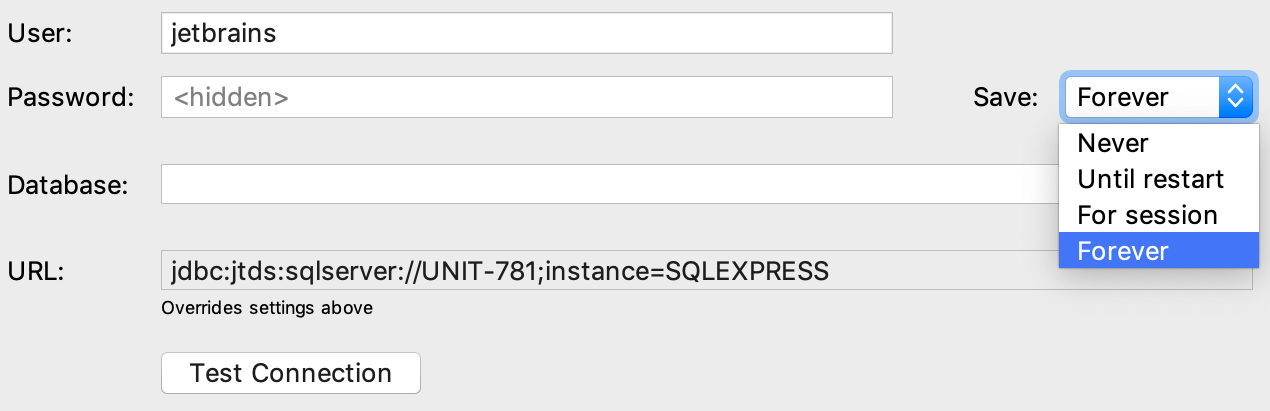 User: jetbrains
Password: <hidden> Save: Forever
Never
Until restart
For session
Forever
Database:
URL: jdbc:jtds:sqlserver://UNIT-781;instance=SQLEXPRESS
Overrides settings above
Test Connection